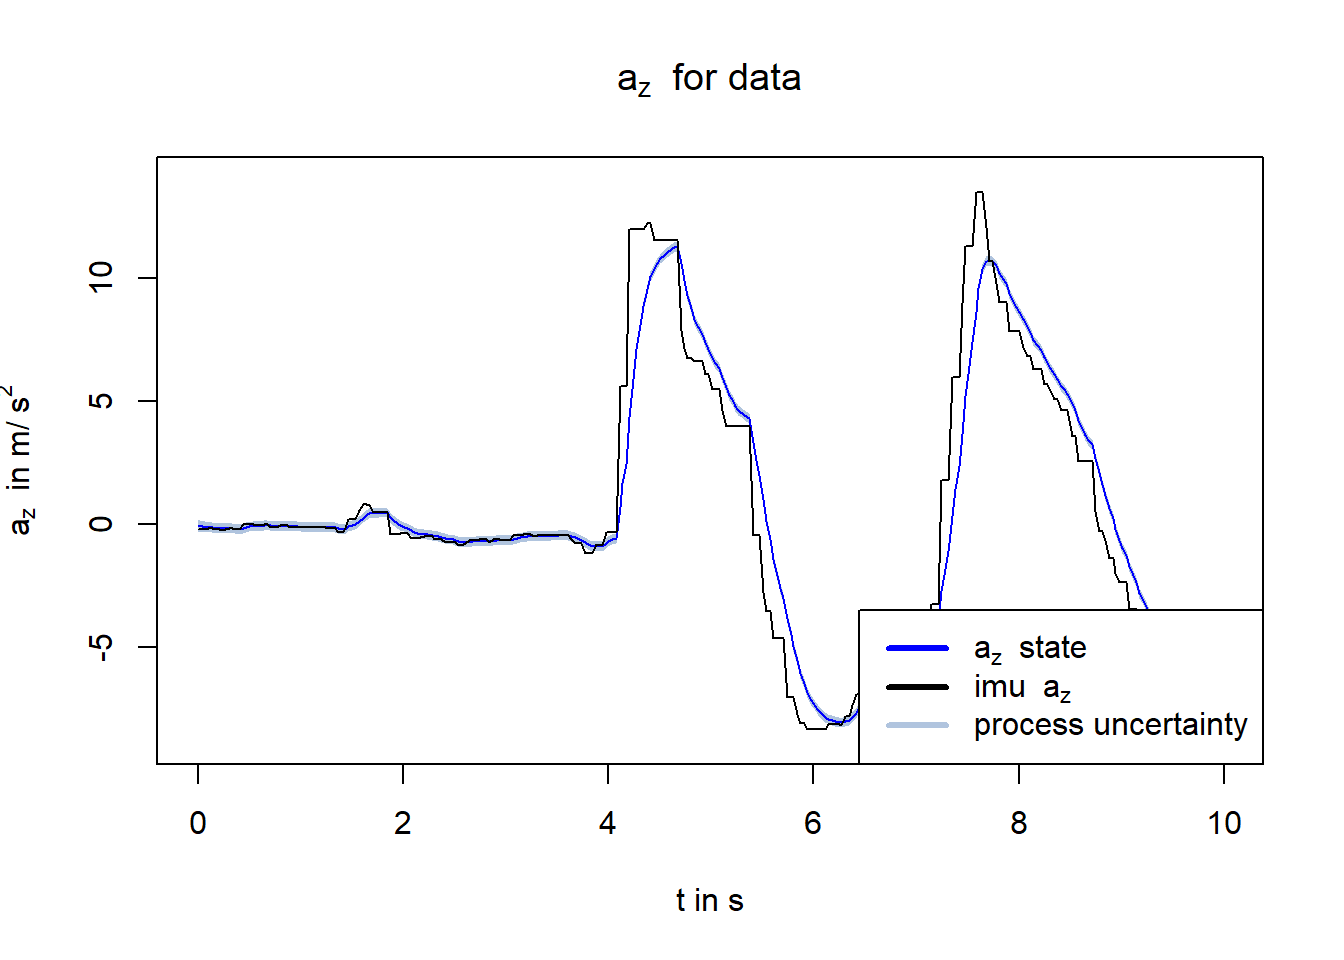 a_z for data
a_z in m/ s^2
10
5
0
-5
0 2 4 6 8 10
t in s
a_z state
imu a_z
process uncertainty